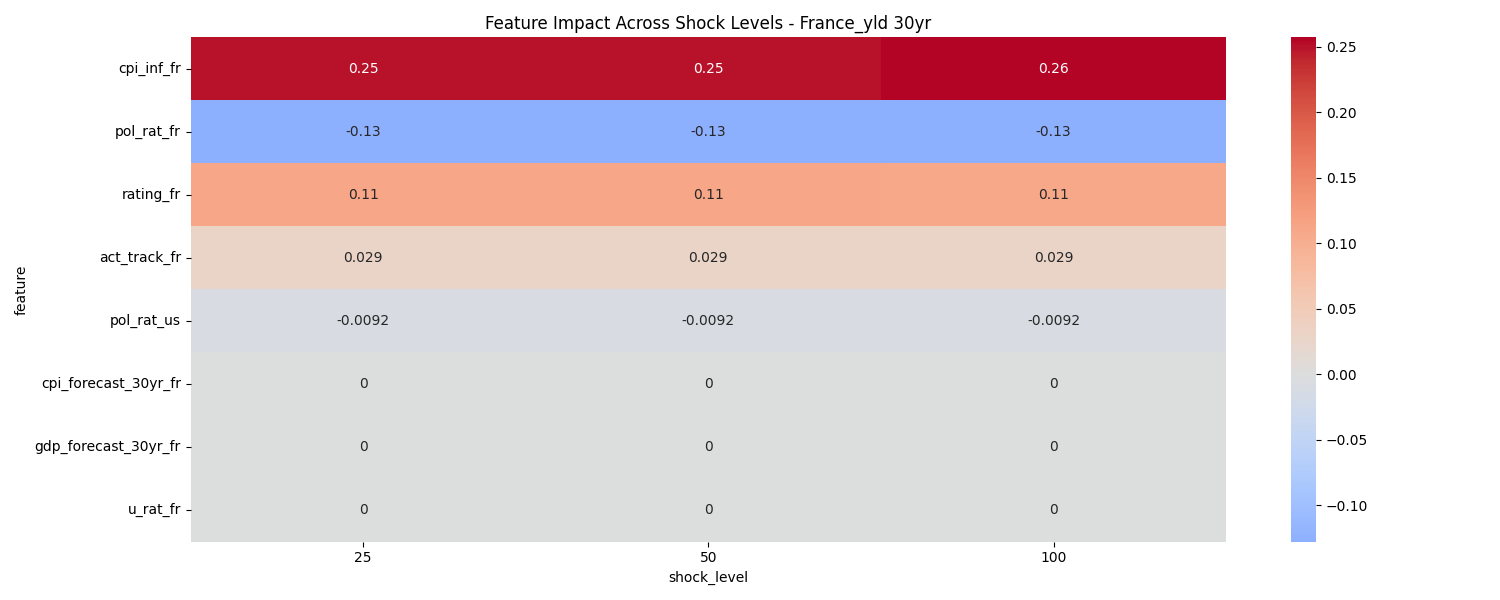 Feature Impact Across Shock Levels - France_yld 30yr
feature
cpi_inf_fr 0.25 0.25 0.26
pol_rat_fr -0.13 -0.13 -0.13
rating_fr 0.11 0.11 0.11
act_track_fr 0.029 0.029 0.029
pol_rat_us -0.0092 -0.0092 -0.0092
cpi_forecast_30yr_fr 0 0 0
gdp_forecast_30yr_fr 0 0 0
u_rat_fr 0 0 0
25 50 100
shock_level
0.25
0.20
0.15
0.10
0.05
0.00
−0.05
−0.10